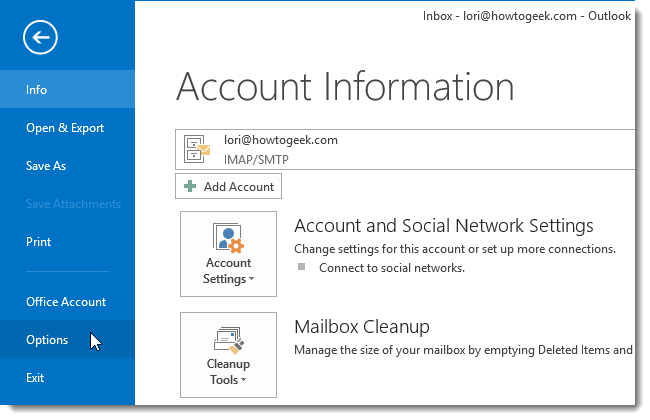 Inbox - lori@howtogeek.com - Outlook
Info
Open & Export
Save As
Save Attachments
Print
Office Account
Options
Exit
Account Information
lori@howtogeek.com
IMAP/SMTP
Add Account
Account
Settings
Account and Social Network Settings
Change settings for this account or set up more connections.
Connect to social networks.
Cleanup
Tools
Mailbox Cleanup
Manage the size of your mailbox by emptying Deleted Items and